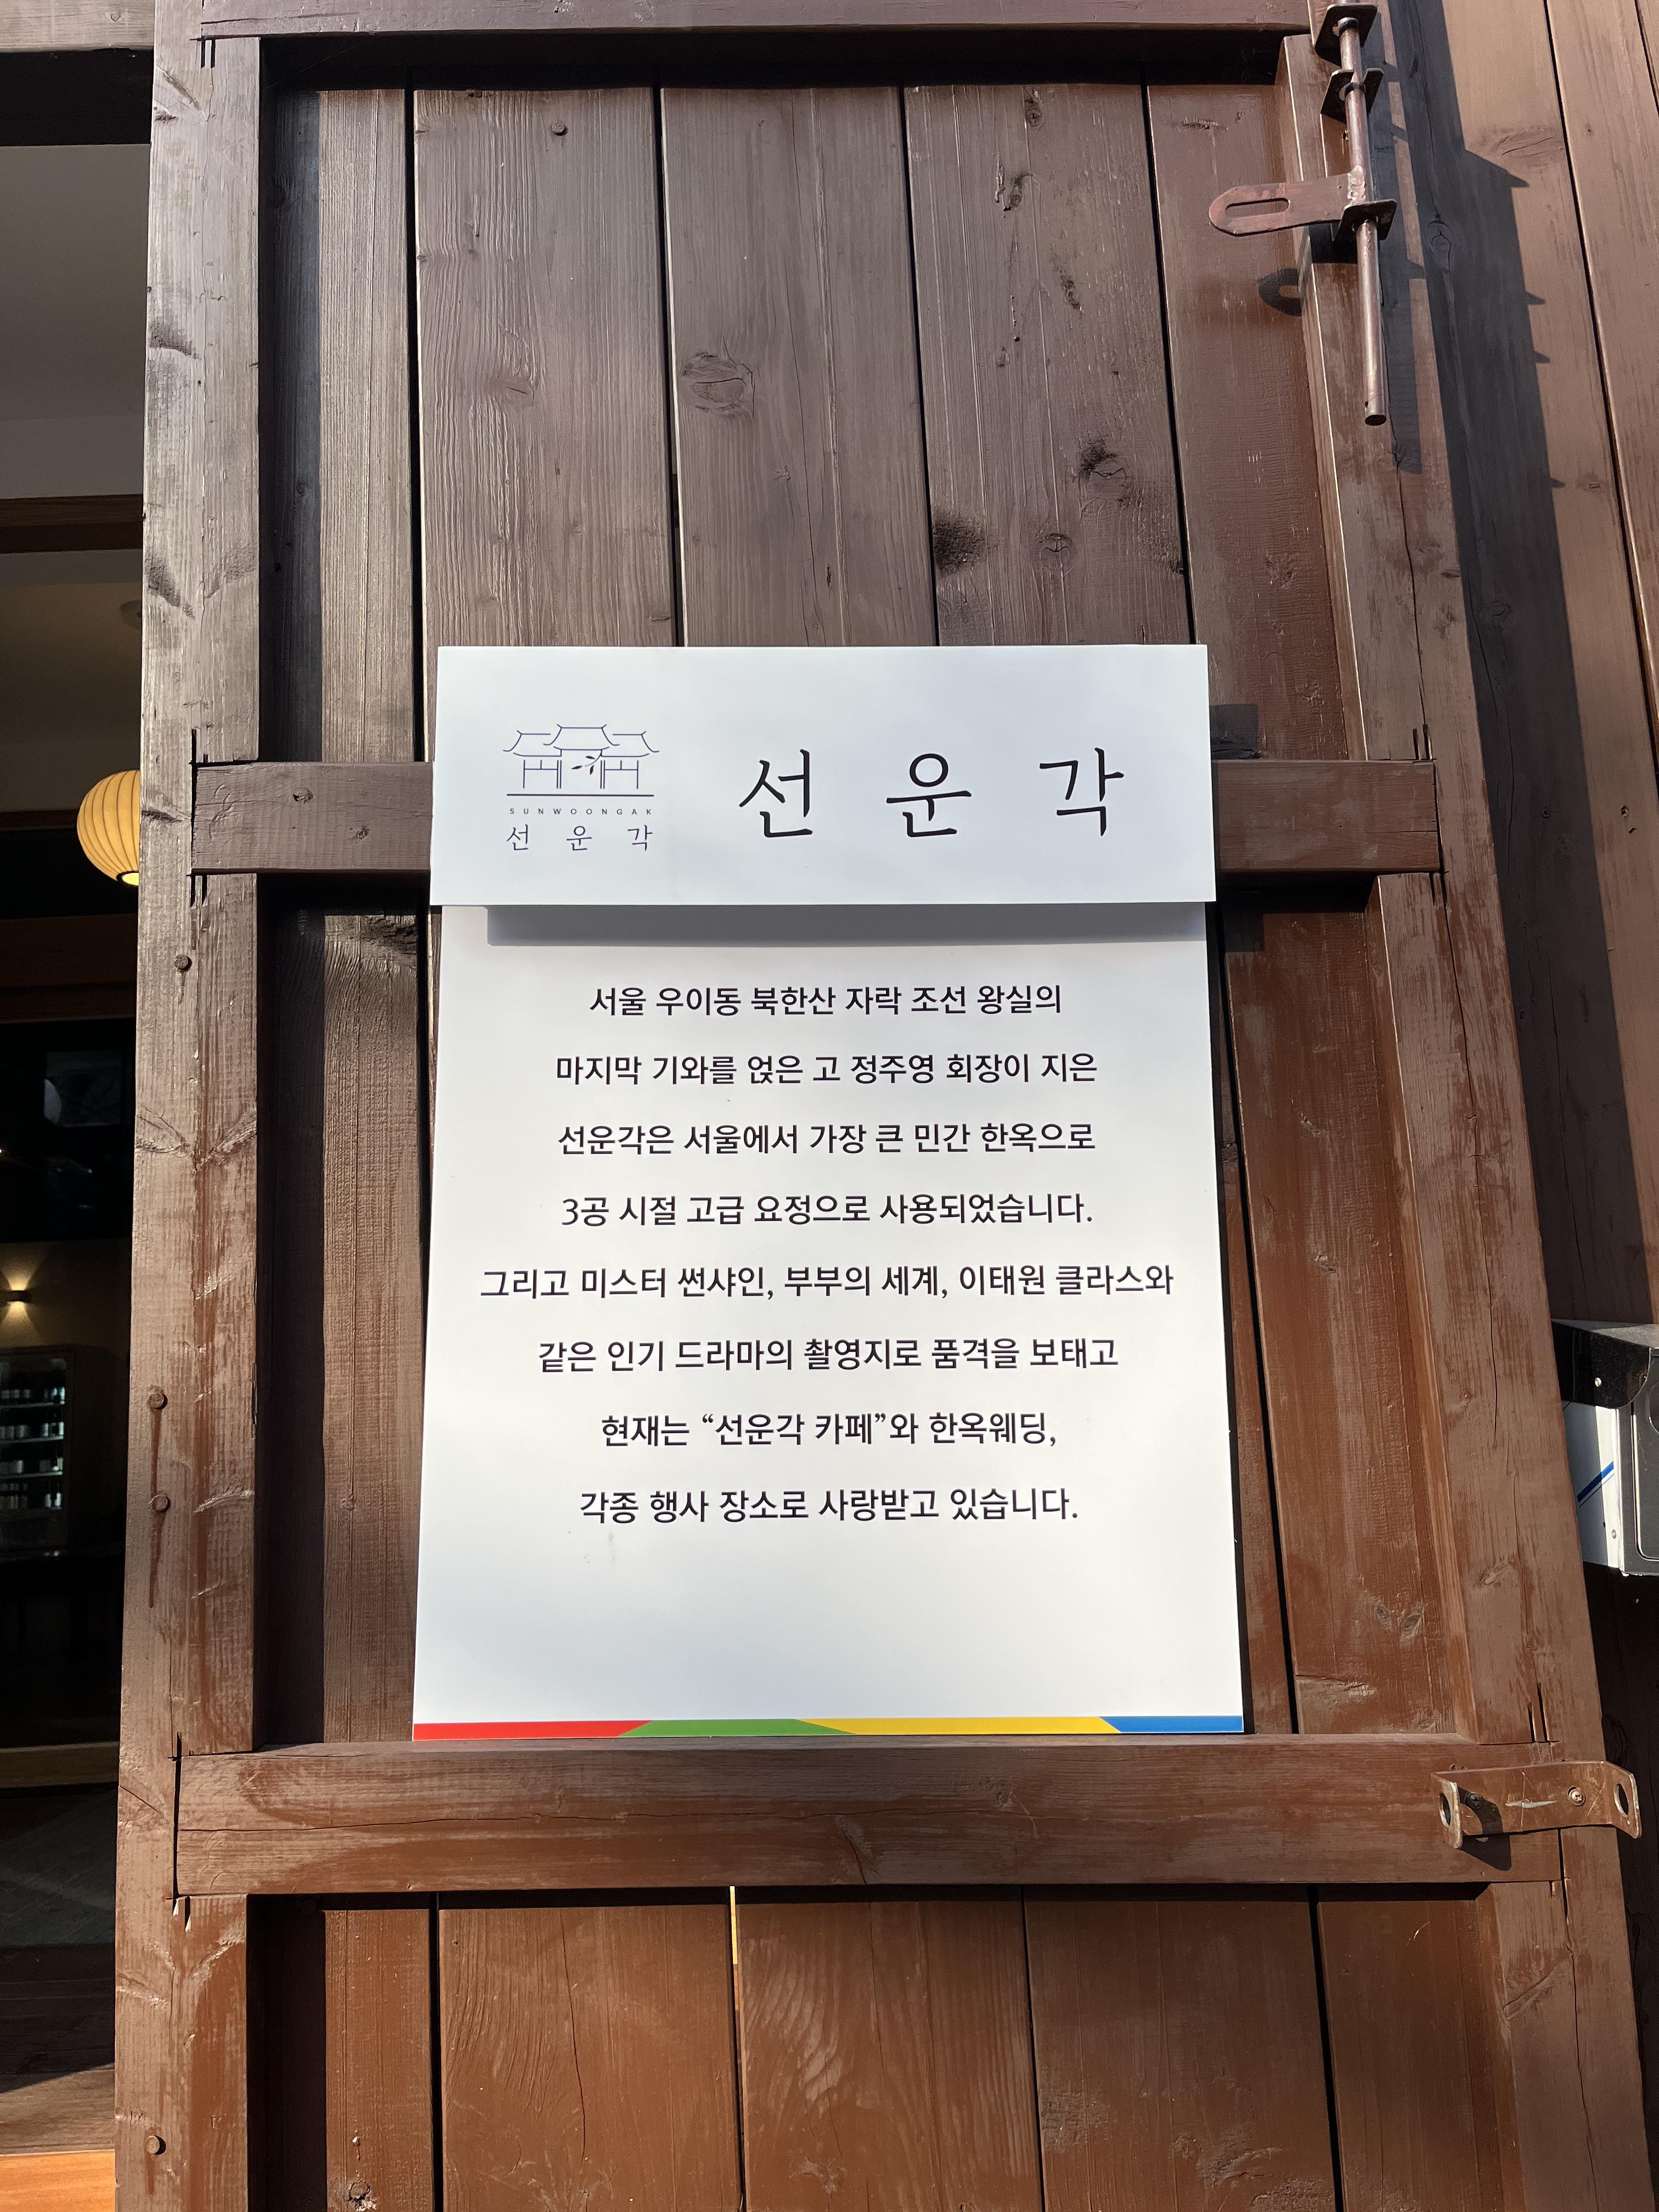 SUNWOONGAK
선운각
선운각
서울 우이동 북한산 자락 조선 왕실의
마지막 기와를 얹은 고 정주영 회장이 지은
선운각은 서울에서 가장 큰 민간 한옥으로
3공 시절 고급 요정으로 사용되었습니다.
그리고 미스터 썬샤인, 부부의 세계, 이태원 클라스와
같은 인기 드라마의 촬영지로 품격을 보태고
현재는 “선운각 카페”와 한옥웨딩,
각종 행사 장소로 사랑받고 있습니다.